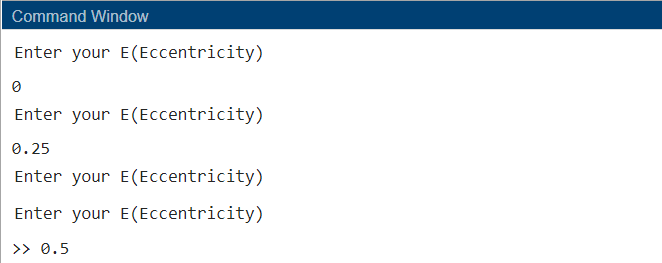 Command Window
Enter your E(Eccentricity)
0
Enter your E(Eccentricity)
0.25
Enter your E(Eccentricity)
Enter your E(Eccentricity)
>> 0.5